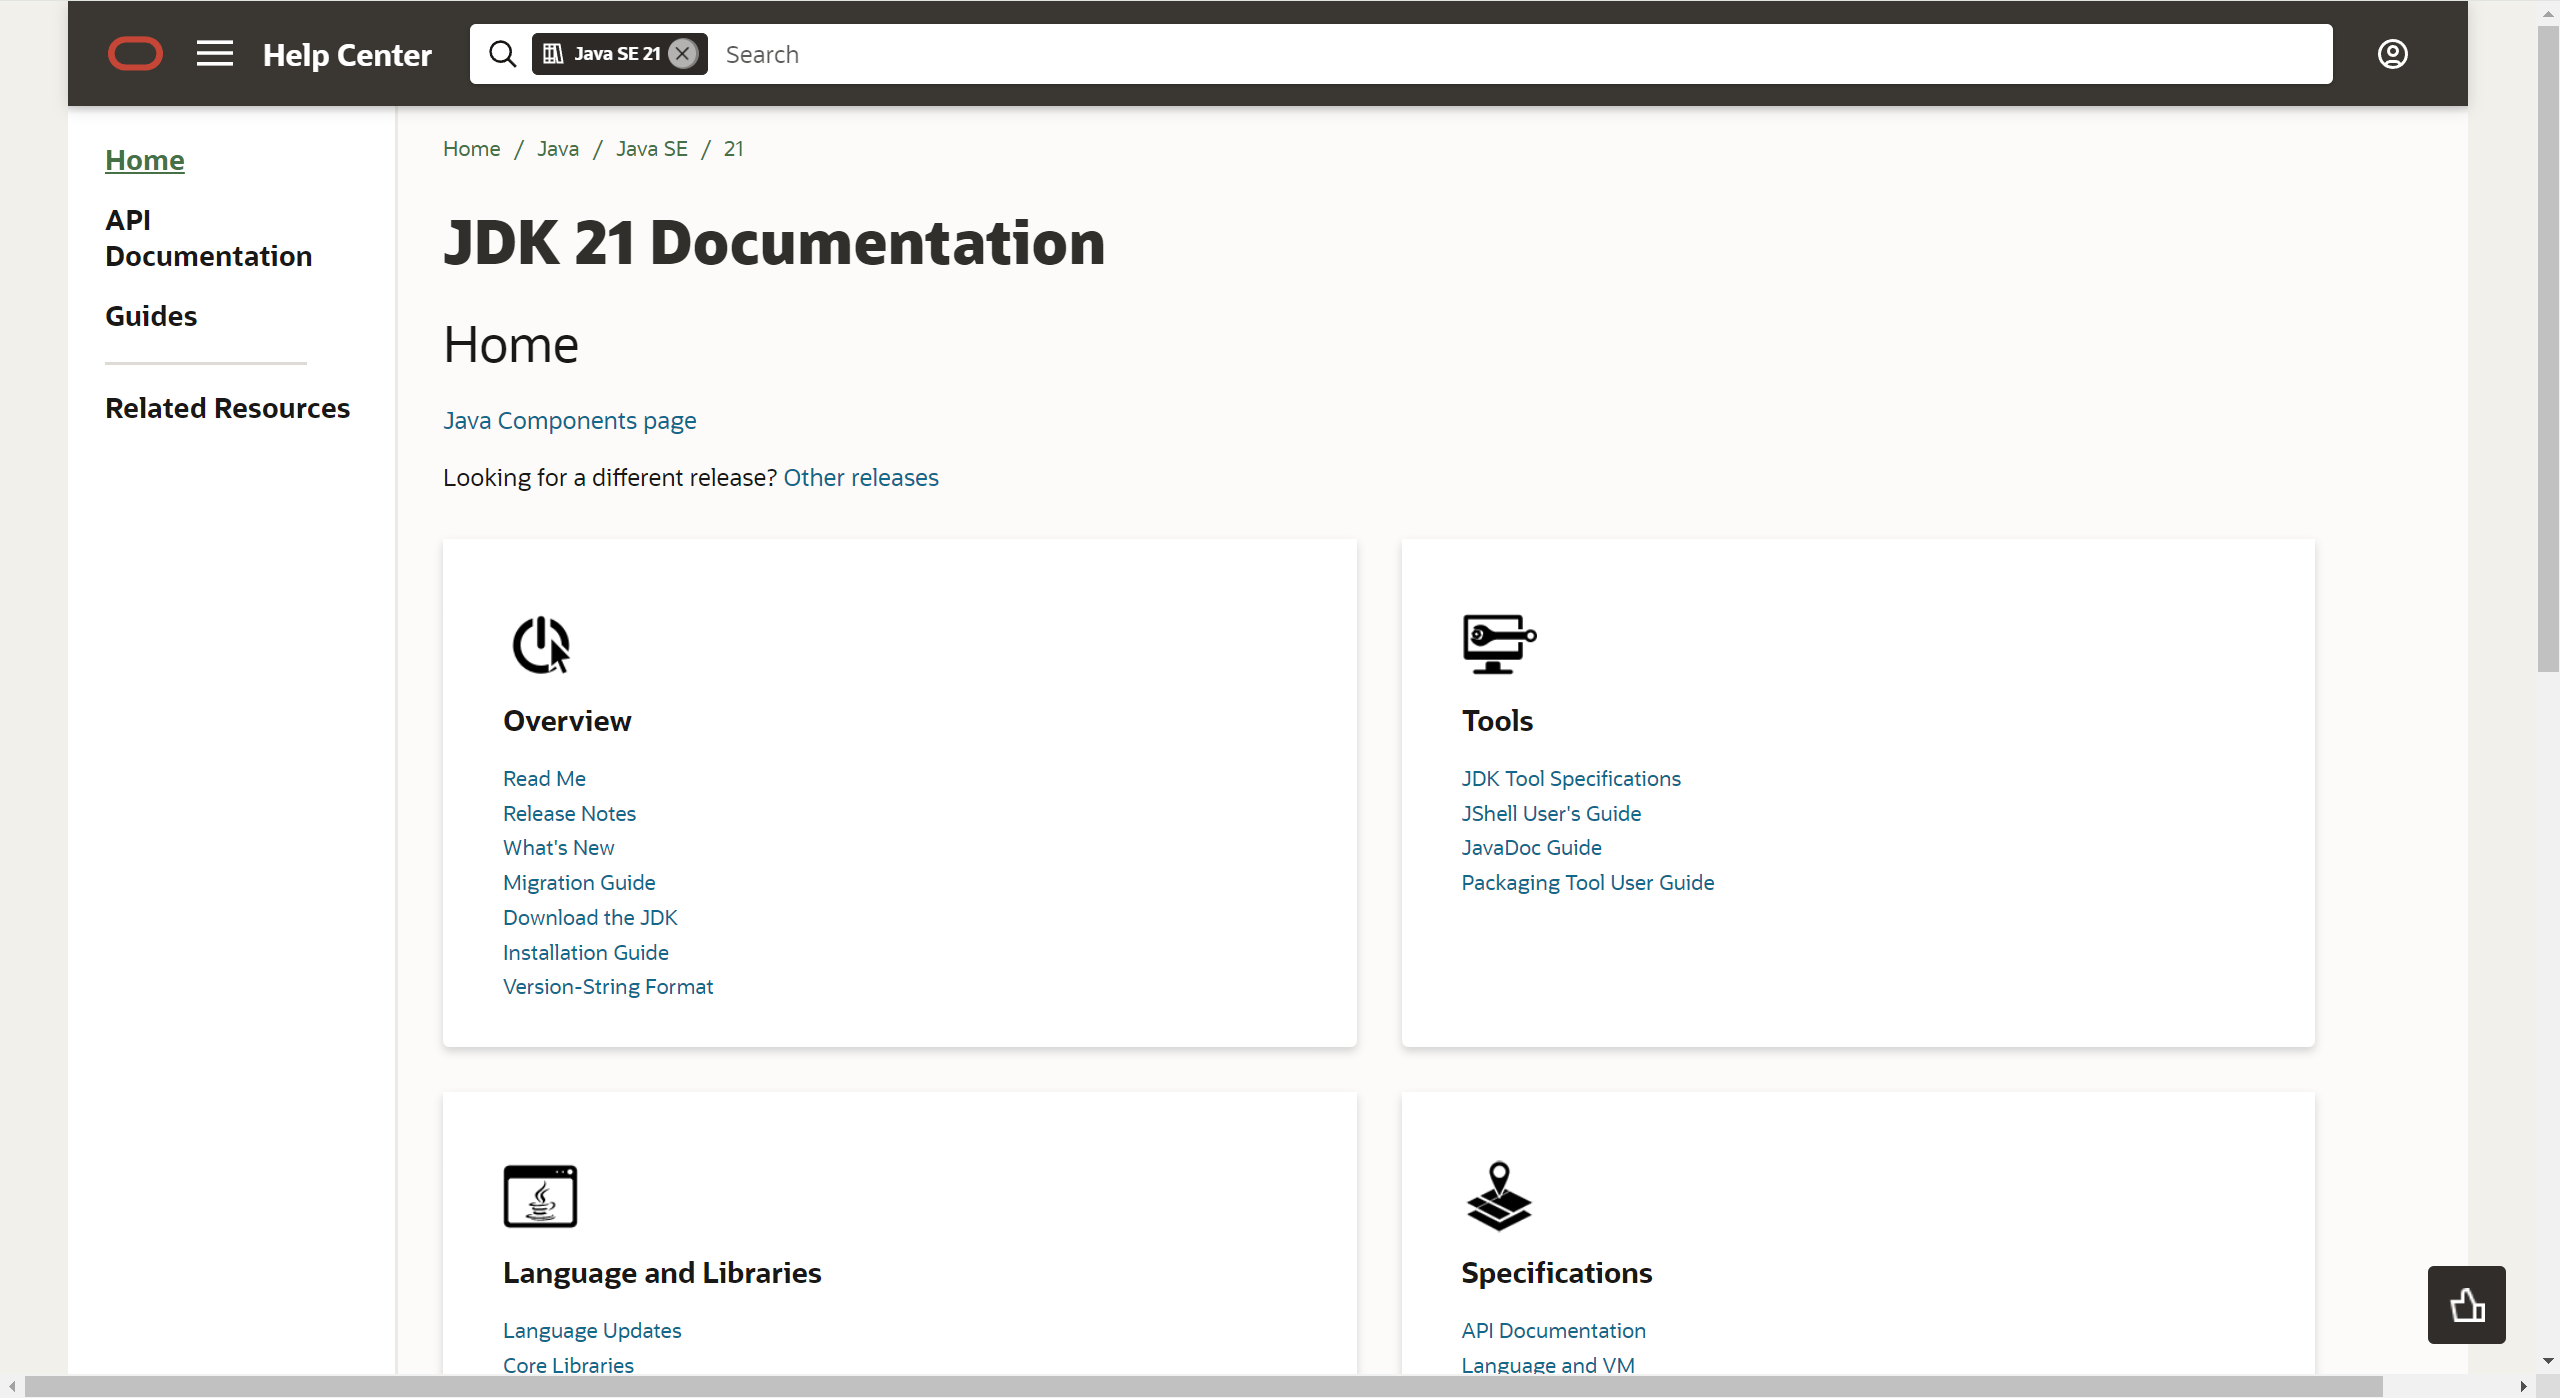 Help Center
Java SE 21
Search
Home
API
Documentation
Guides
Related Resources
Home / Java / Java SE / 21
JDK 21 Documentation
Home
Java Components page
Looking for a different release? Other releases
Overview
Read Me
Release Notes
What's New
Migration Guide
Download the JDK
Installation Guide
Version-String Format
Tools
JDK Tool Specifications
JShell User's Guide
JavaDoc Guide
Packaging Tool User Guide
Language and Libraries
Language Updates
Core Libraries
Specifications
API Documentation
Language and VM